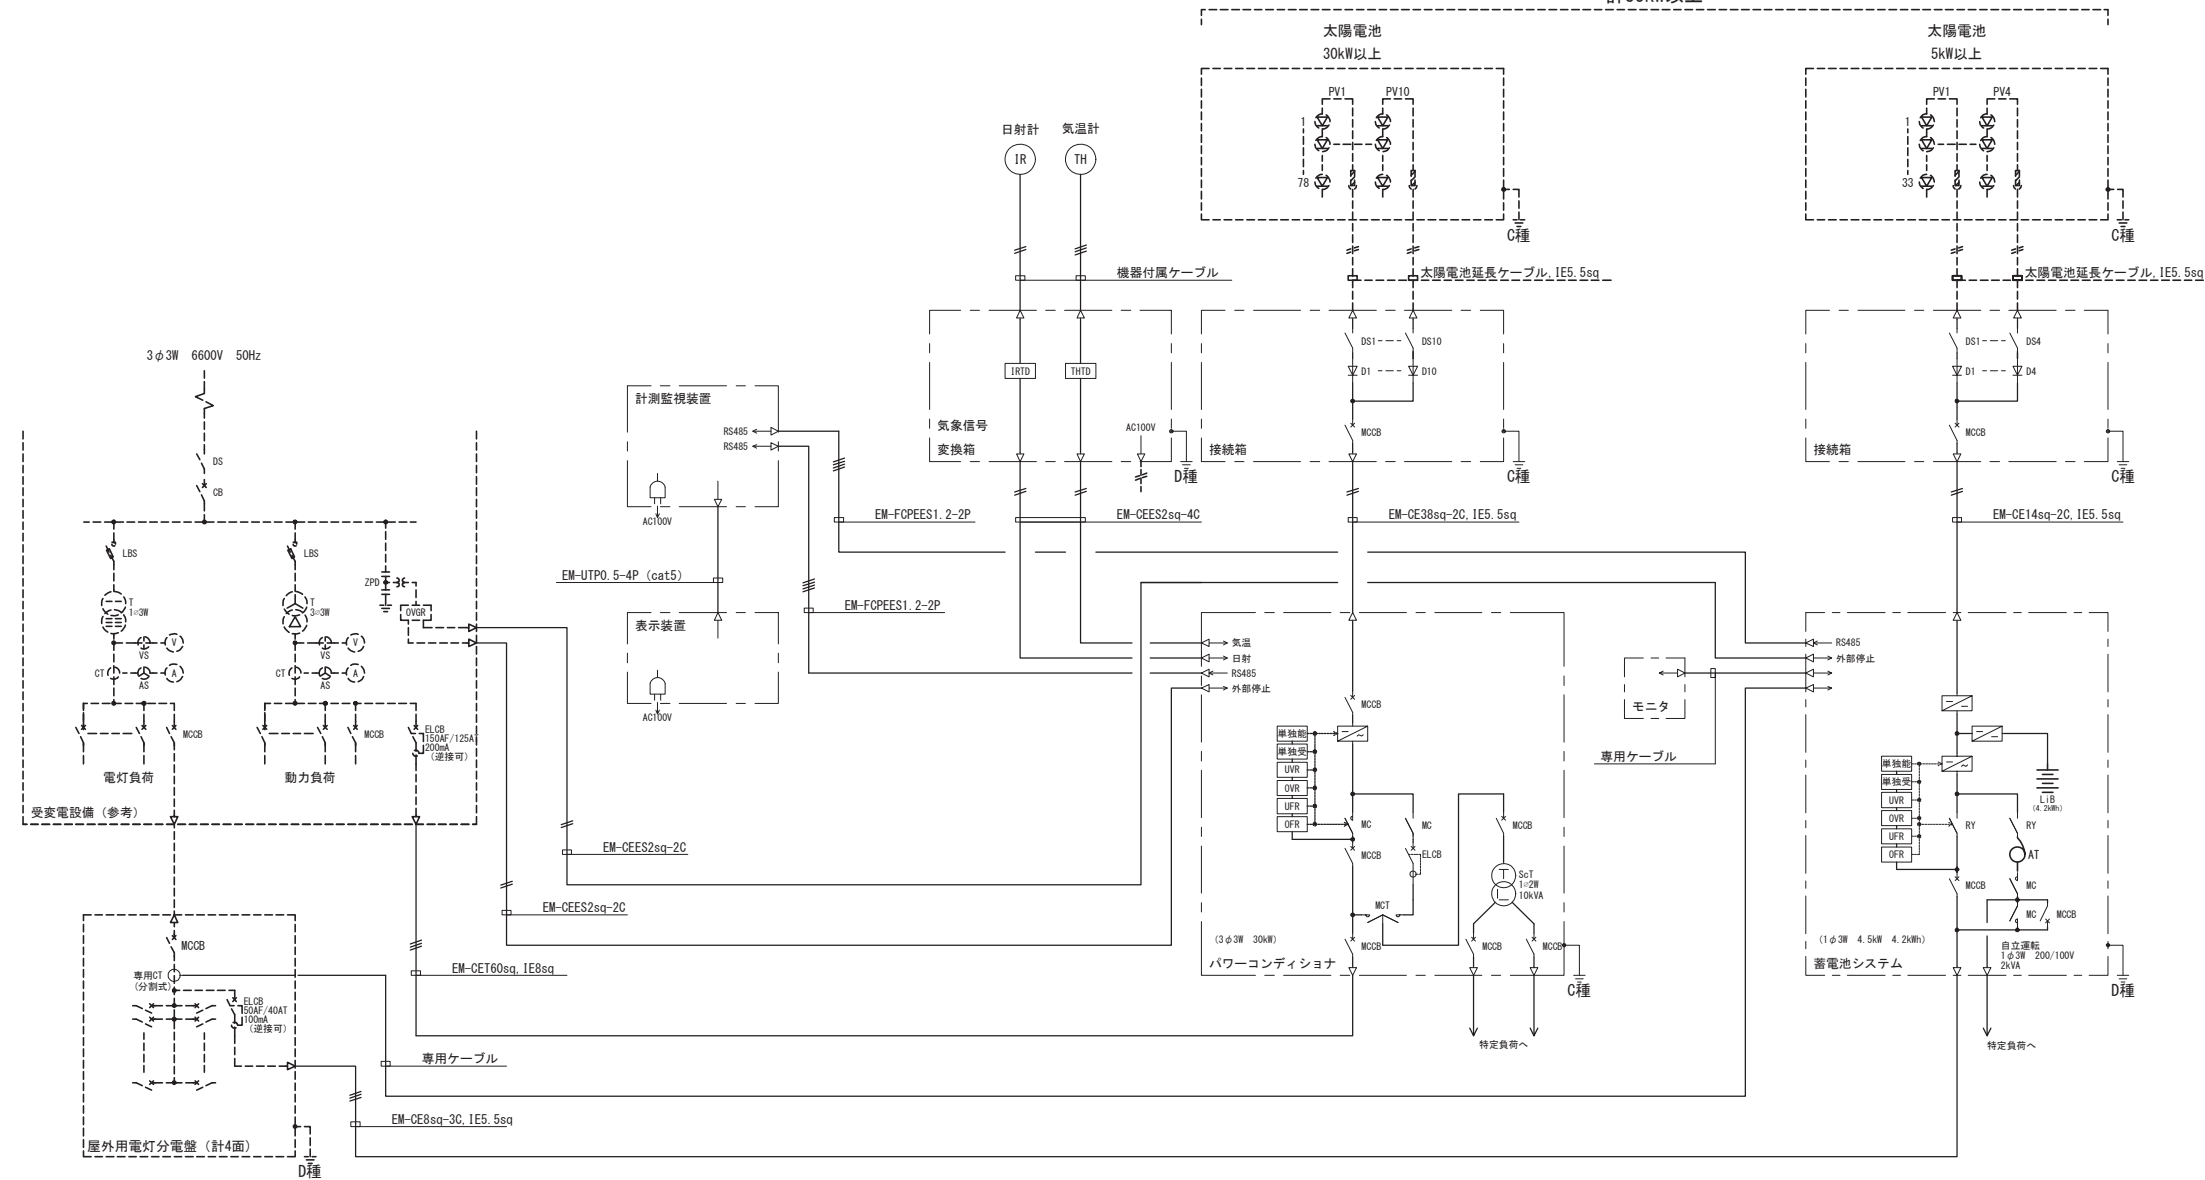 太陽電池
30kW以上
太陽電池
5kW以上
PV1
PV10
1
78
C種
PV1
PV4
1
33
C種
日射計
気温計
IR
TH
機器付属ケーブル
太陽電池延長ケーブル, IE5.5sq
太陽電池延長ケーブル, IE5.5sq
3φ3W 6600V 50Hz
DS
CB
LBS
LBS
ZPD
OVGR
T
1∅3W
T
3∅3W
VS
V
VS
V
CT
AS
A
CT
AS
A
MCCB
MCCB
ELCB
150AF/125AT
200mA
(逆接可)
電灯負荷
動力負荷
受変電設備(参考)
計測監視装置
RS485
RS485
AC100V
EM-UTP0.5-4P (cat5)
表示装置
AC100V
EM-FCPEES1.2-2P
EM-FCPEES1.2-2P
IRTD
THTD
気象信号
変換箱
AC100V
D種
EM-CEES2sq-4C
DS1
DS10
D1
D10
MCCB
接続箱
C種
EM-CE38sq-2C, IE5.5sq
DS1
DS4
D1
D4
MCCB
接続箱
C種
EM-CE14sq-2C, IE5.5sq
気温
日射
RS485
外部停止
MCCB
単独能
単独受
UVR
OVR
UFR
OFR
MC
MC
MCCB
ELCB
MCT
MCCB
MCCB
ScT
1∅2W
10kVA
MCCB
MCCB
(3φ3W 30kW)
パワーコンディショナ
C種
特定負荷へ
モニタ
専用ケーブル
RS485
外部停止
単独能
単独受
UVR
OVR
UFR
OFR
LiB
(4.2kWh)
RY
RY
AT
MCCB
MC
MC
MCCB
(1φ3W 4.5kW 4.2kWh)
蓄電池システム
自立運転
1φ3W 200/100V
2kVA
D種
特定負荷へ
EM-CEES2sq-2C
EM-CEES2sq-2C
EM-CET60sq, IE8sq
専用ケーブル
EM-CE8sq-3C, IE5.5sq
MCCB
専用CT
(分割式)
ELCB
50AF/40AT
100mA
(逆接可)
屋外用電灯分電盤(計4面)
D種